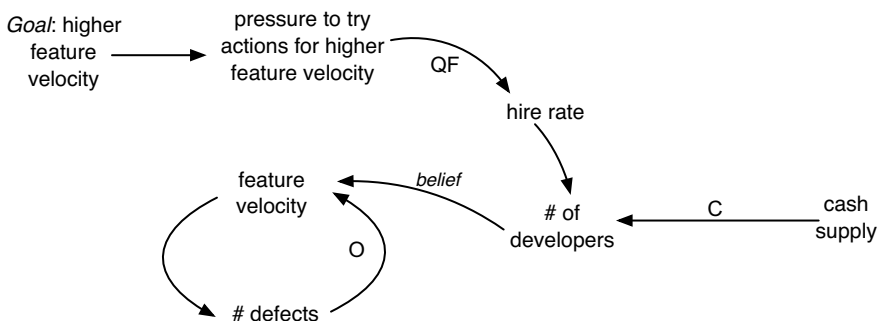 Goal: higher
feature
velocity
pressure to try
actions for higher
feature velocity
QF
hire rate
feature
velocity
belief
# of
developers
C
cash
supply
O
# defects